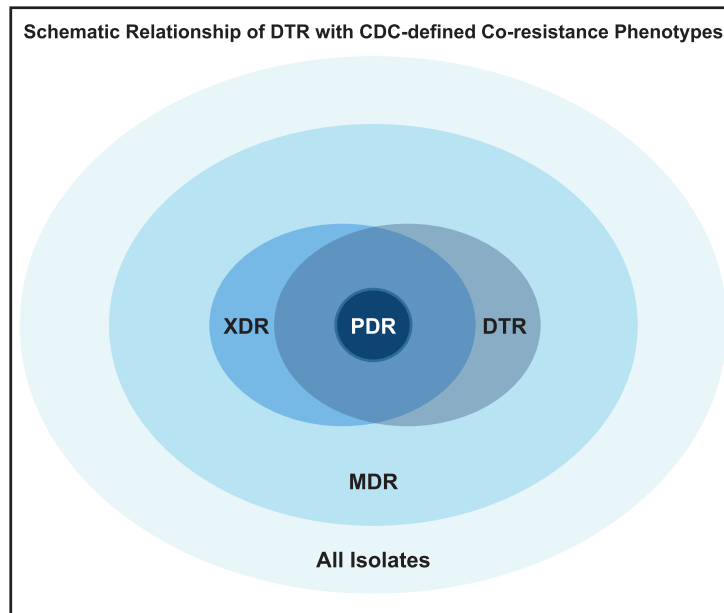 Schematic Relationship of DTR with CDC-defined Co-resistance Phenotypes
XDR PDR DTR
MDR
All Isolates